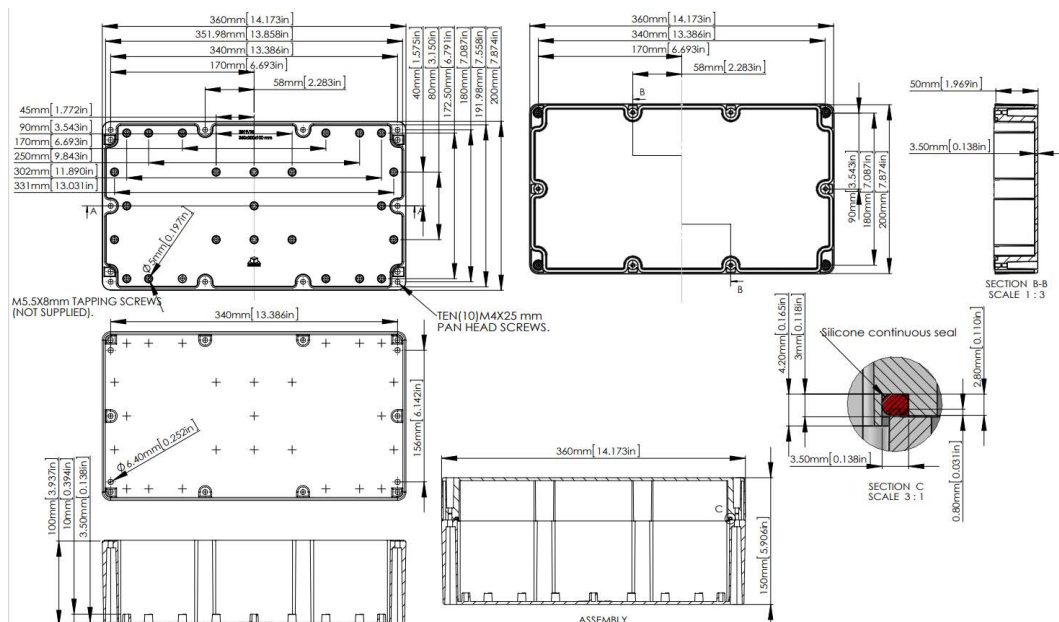 360mm[14.173in]
351.98mm[13.858in]
340mm[13.386in]
170mm[6.693in]
58mm[2.283in]
45mm[1.772in]
90mm[3.543in]
170mm[6.693in]
250mm[9.843in]
302mm[11.890in]
331mm[13.031in]
40mm[1.575in]
80mm[3.150in]
172.50mm[6.791in]
180mm[7.087in]
191.98mm[7.558in]
200mm[7.874in]
A
A
Ø5mm[0.197in]
M5.5X8mm TAPPING SCREWS
(NOT SUPPLIED).
TEN(10)M4X25 mm
PAN HEAD SCREWS.
360mm[14.173in]
340mm[13.386in]
170mm[6.693in]
58mm[2.283in]
B
B
90mm[3.543in]
180mm[7.087in]
200mm[7.874in]
50mm[1.969in]
3.50mm[0.138in]
SECTION B-B
SCALE 1 : 3
340mm[13.386in]
156mm[6.142in]
Ø6.40mm[0.252in]
Silicone continuous seal
4.20mm[0.165in]
3mm[0.118in]
2.80mm[0.110in]
3.50mm[0.138in]
0.80mm[0.031in]
SECTION C
SCALE 3 : 1
100mm[3.937in]
10mm[0.394in]
3.50mm[0.138in]
360mm[14.173in]
C
150mm[5.906in]
ASSEMBLY